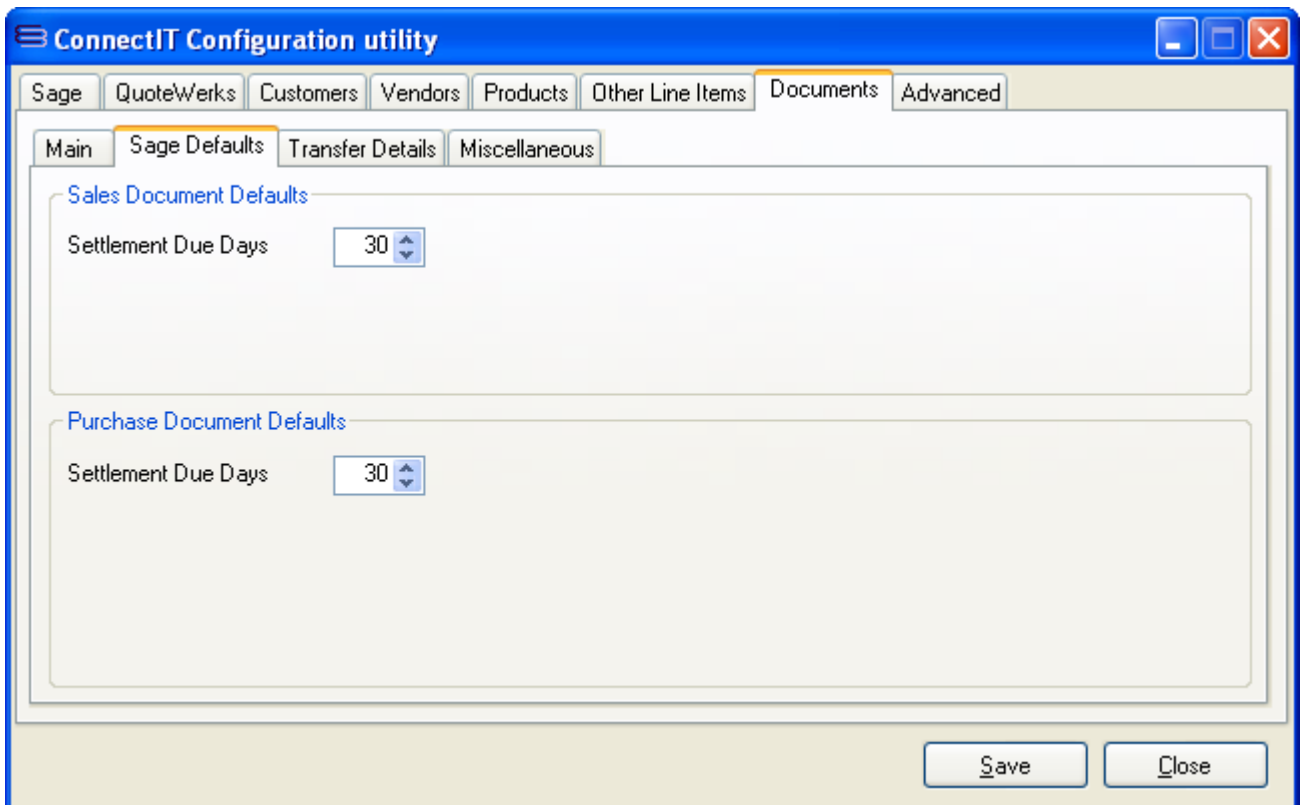 ConnectIT Configuration utility
Sage QuoteWerks Customers Vendors Products Other Line Items Documents Advanced
Main Sage Defaults Transfer Details Miscellaneous
Sales Document Defaults
Settlement Due Days 30
Purchase Document Defaults
Settlement Due Days 30
Save Close